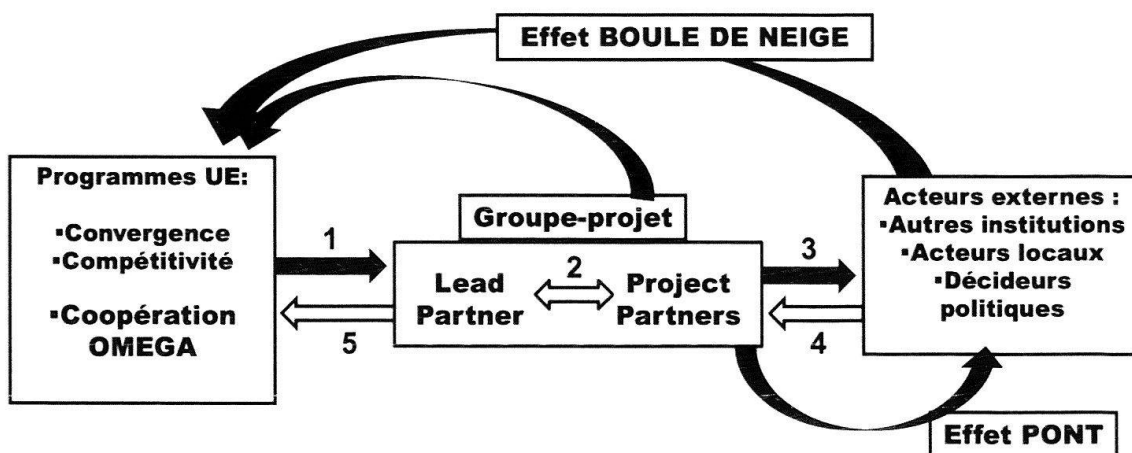 Effet BOULE DE NEIGE
Programmes UE:
▪Convergence
▪Compétitivité
▪Coopération
OMEGA
1
5
Groupe-projet
Lead
Partner
2
Project
Partners
3
4
Acteurs externes :
▪Autres institutions
▪Acteurs locaux
▪Décideurs
politiques
Effet PONT